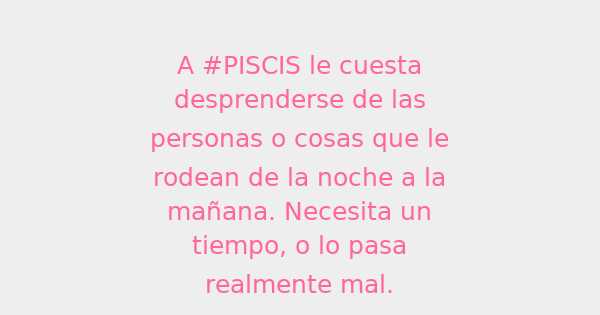 A #PISCIS le cuesta
desprenderse de las
personas o cosas que le
rodean de la noche a la
mañana. Necesita un
tiempo, o lo pasa
realmente mal.